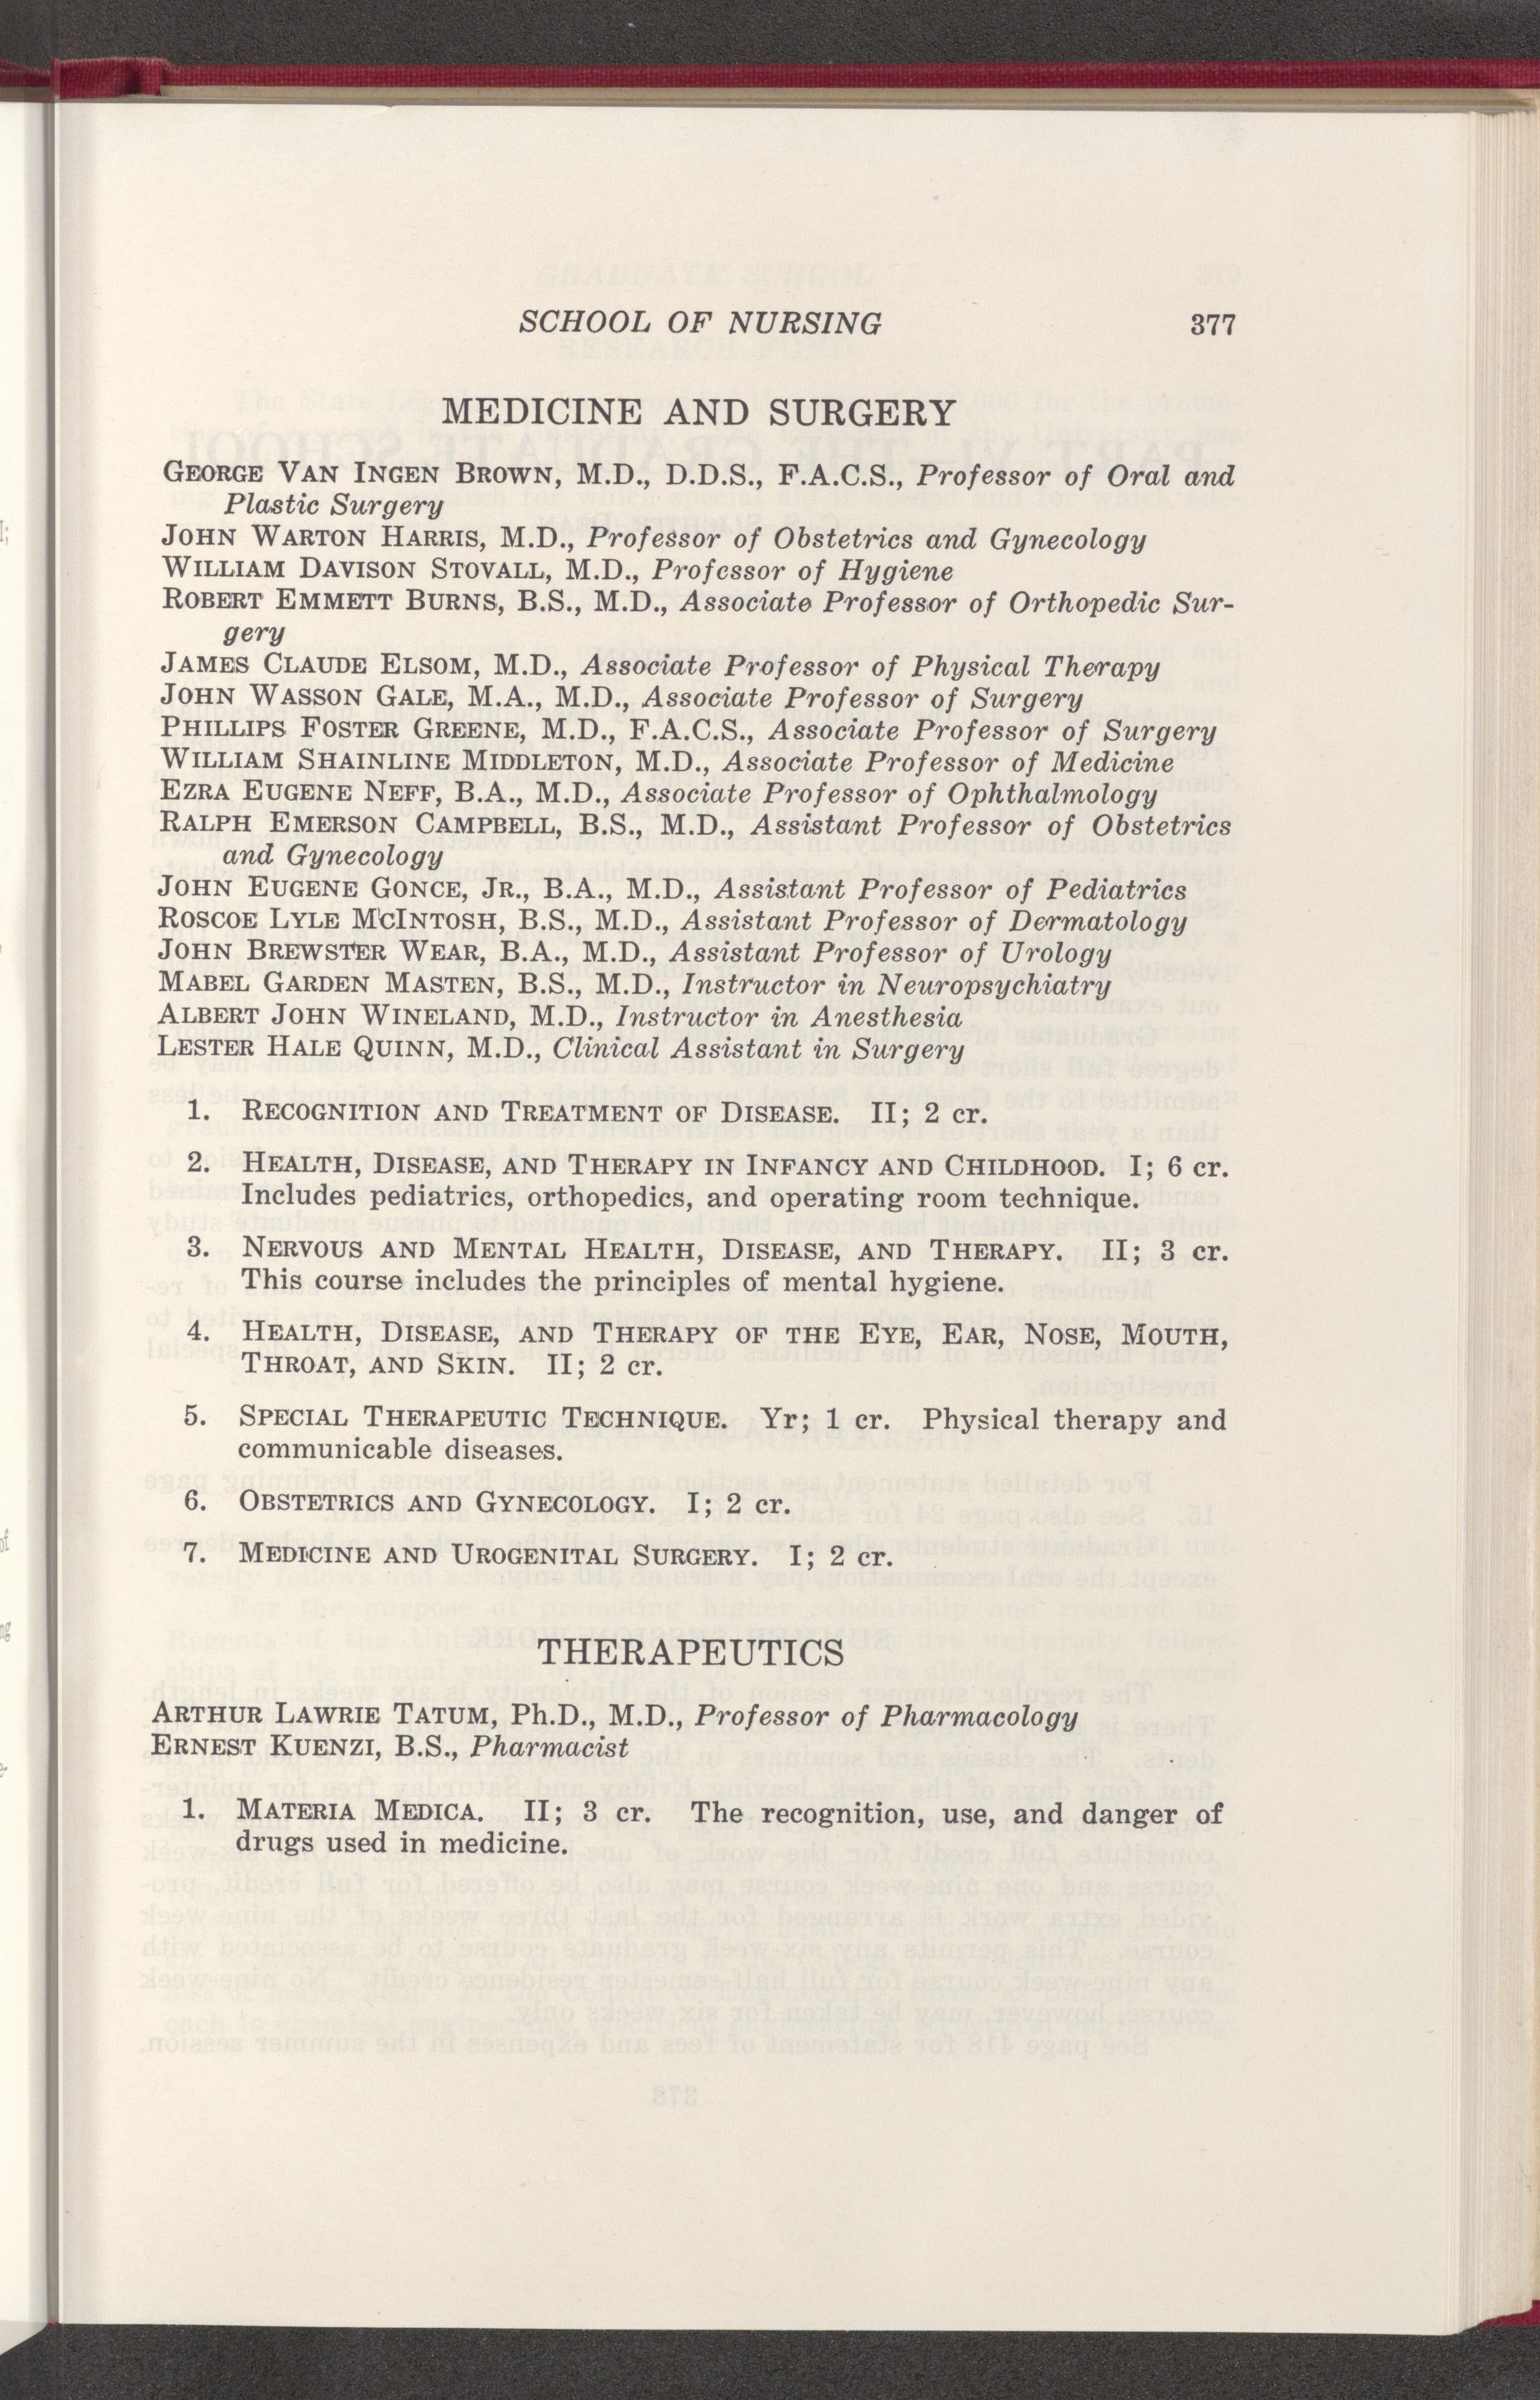 SCHOOL OF NURSING 377
MEDICINE AND SURGERY
GEORGE VAN INGEN BROWN, M.D., D.D.S., F.A.C.S., Professor of Oral and
Plastic Surgery
JOHN WARTON HARRIS, M.D., Professor of Obstetrics and Gynecology
WILLIAM DAVISON STOVALL, M.D., Professor of Hygiene
ROBERT EMMETT BURNS, B.S., M.D., Associate Professor of Orthopedic Sur-
gery
JAMES CLAUDE ELSOM, M.D., Associate Professor of Physical Therapy
JOHN WASSON GALE, M.A., M.D., Associate Professor of Surgery
PHILLIPS FOSTER GREENE, M.D., F.A.C.S., Associate Professor of Surgery
WILLIAM SHAINLINE MIDDLETON, M.D., Associate Professor of Medicine
EZRA EUGENE NEFF, B.A., M.D., Associate Professor of Ophthalmology
RALPH EMERSON CAMPBELL, B.S., M.D., Assistant Professor of Obstetrics
and Gynecology
JOHN EUGENE GONCE, JR., B.A., M.D., Assistant Professor of Pediatrics
ROSCOE LYLE MCINTOSH, B.S., M.D., Assistant Professor of Dermatology
JOHN BREWSTER WEAR, B.A., M.D., Assistant Professor of Urology
MABEL GARDEN MASTEN, B.S., M.D., Instructor in Neuropsychiatry
ALBERT JOHN WINELAND, M.D., Instructor in Anesthesia
LESTER HALE QUINN, M.D., Clinical Assistant in Surgery
1. RECOGNITION AND TREATMENT OF DISEASE. II; 2 cr.
2. HEALTH, DISEASE, AND THERAPY IN INFANCY AND CHILDHOOD. I; 6 cr.
Includes pediatrics, orthopedics, and operating room technique.
3. NERVOUS AND MENTAL HEALTH, DISEASE, AND THERAPY. II; 3 cr.
This course includes the principles of mental hygiene.
4. HEALTH, DISEASE, AND THERAPY OF THE EYE, EAR, NOSE, MOUTH,
THROAT, AND SKIN. II; 2 cr.
5. SPECIAL THERAPEUTIC TECHNIQUE. Yr; 1 cr. Physical therapy and
communicable diseases.
6. OBSTETRICS AND GYNECOLOGY. I; 2 cr.
7. MEDICINE AND UROGENITAL SURGERY. I; 2 cr.
THERAPEUTICS
ARTHUR LAWRIE TATUM, Ph.D., M.D., Professor of Pharmacology
ERNEST KUENZI, B.S., Pharmacist
1. MATERIA MEDICA. II; 3 cr. The recognition, use, and danger of
drugs used in medicine.